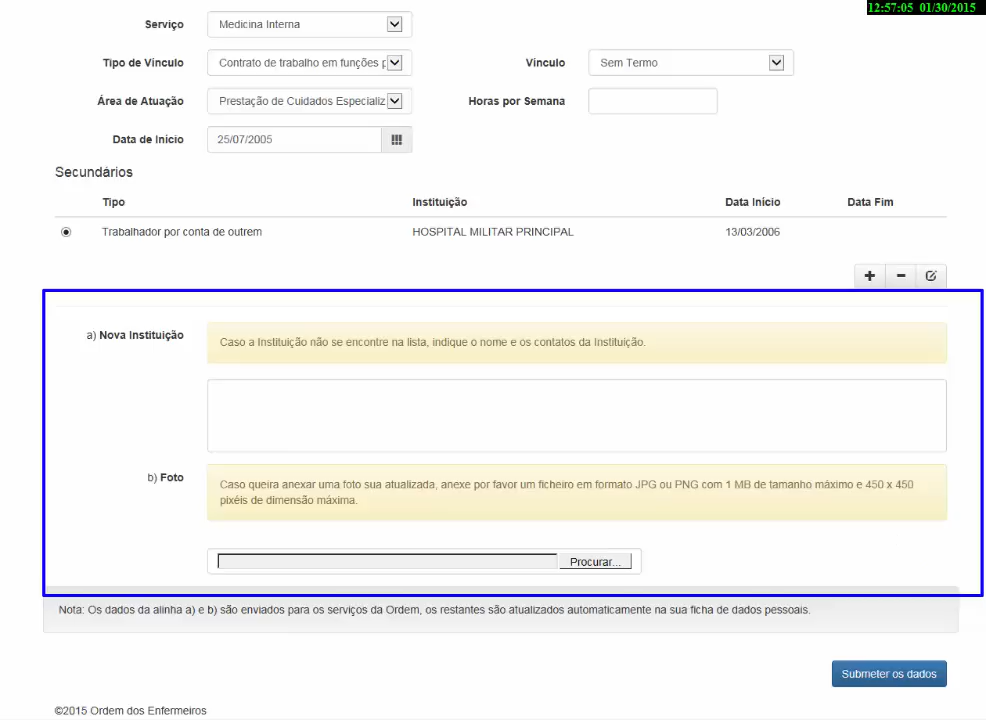 12:57:05 01/30/2015
Serviço Medicina Interna
Tipo de Vínculo Contrato de trabalho em funções p Vínculo Sem Termo
Área de Atuação Prestação de Cuidados Especializ Horas por Semana
Data de Início 25/07/2005
Secundários
Tipo Instituição Data Início Data Fim
Trabalhador por conta de outrem HOSPITAL MILITAR PRINCIPAL 13/03/2006
a) Nova Instituição Caso a Instituição não se encontre na lista, indique o nome e os contatos da Instituição.
b) Foto Caso queira anexar uma foto sua atualizada, anexe por favor um ficheiro em formato JPG ou PNG com 1 MB de tamanho máximo e 450 x 450
pixéis de dimensão máxima.
Procurar...
Nota: Os dados da alinha a) e b) são enviados para os serviços da Ordem, os restantes são atualizados automaticamente na sua ficha de dados pessoais.
Submeter os dados
©2015 Ordem dos Enfermeiros